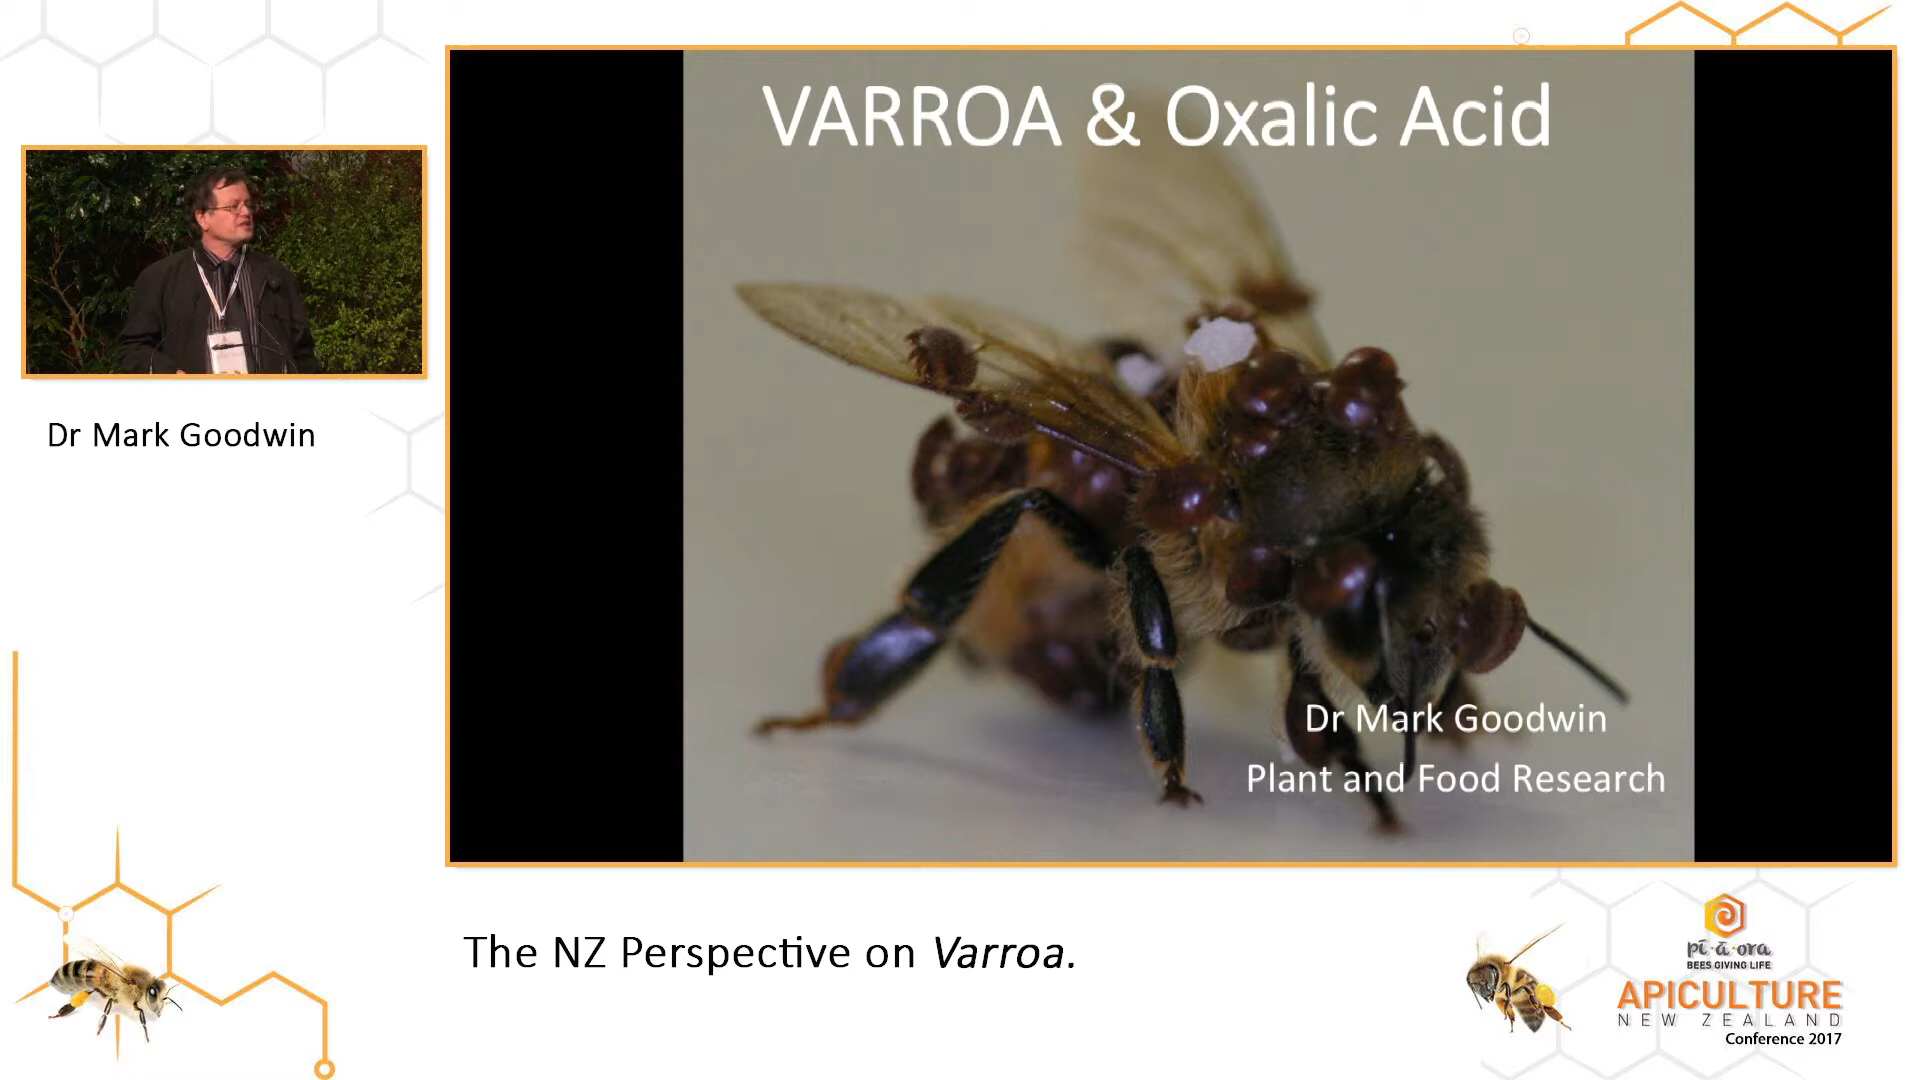 VARROA & Oxalic Acid
Dr Mark Goodwin
Plant and Food Research
Dr Mark Goodwin
The NZ Perspective on Varroa.
pī-ā-ora
BEES GIVING LIFE
APICULTURE
NEW ZEALAND
Conference 2017